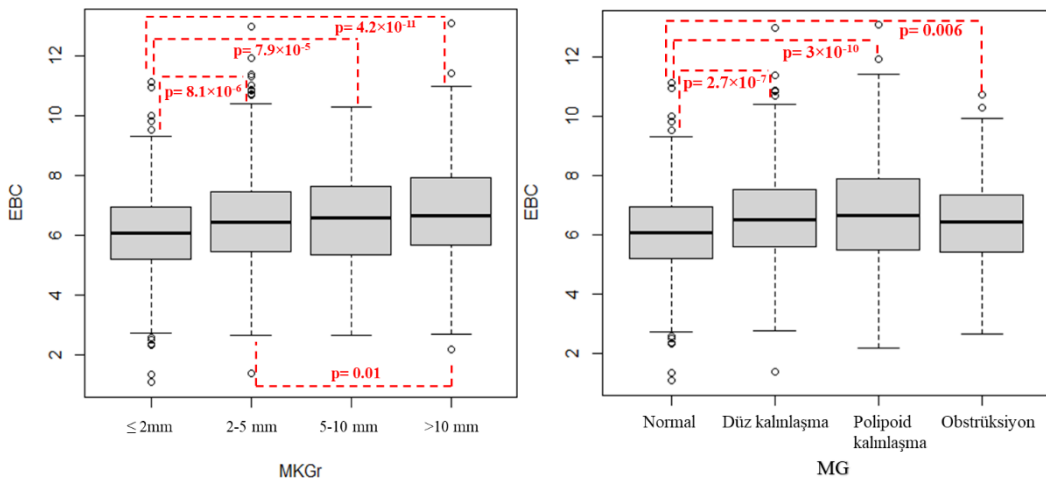 p= 4.2×10⁻¹¹
p= 7.9×10⁻⁵
p= 8.1×10⁻⁶
p= 0.01
EBC
12
10
8
6
4
2
≤ 2mm
2-5 mm
5-10 mm
>10 mm
MKGr
p= 0.006
p= 3×10⁻¹⁰
p= 2.7×10⁻⁷
EBC
12
10
8
6
4
2
Normal
Düz kalınlaşma
Polipoid
kalınlaşma
Obstrüksiyon
MG